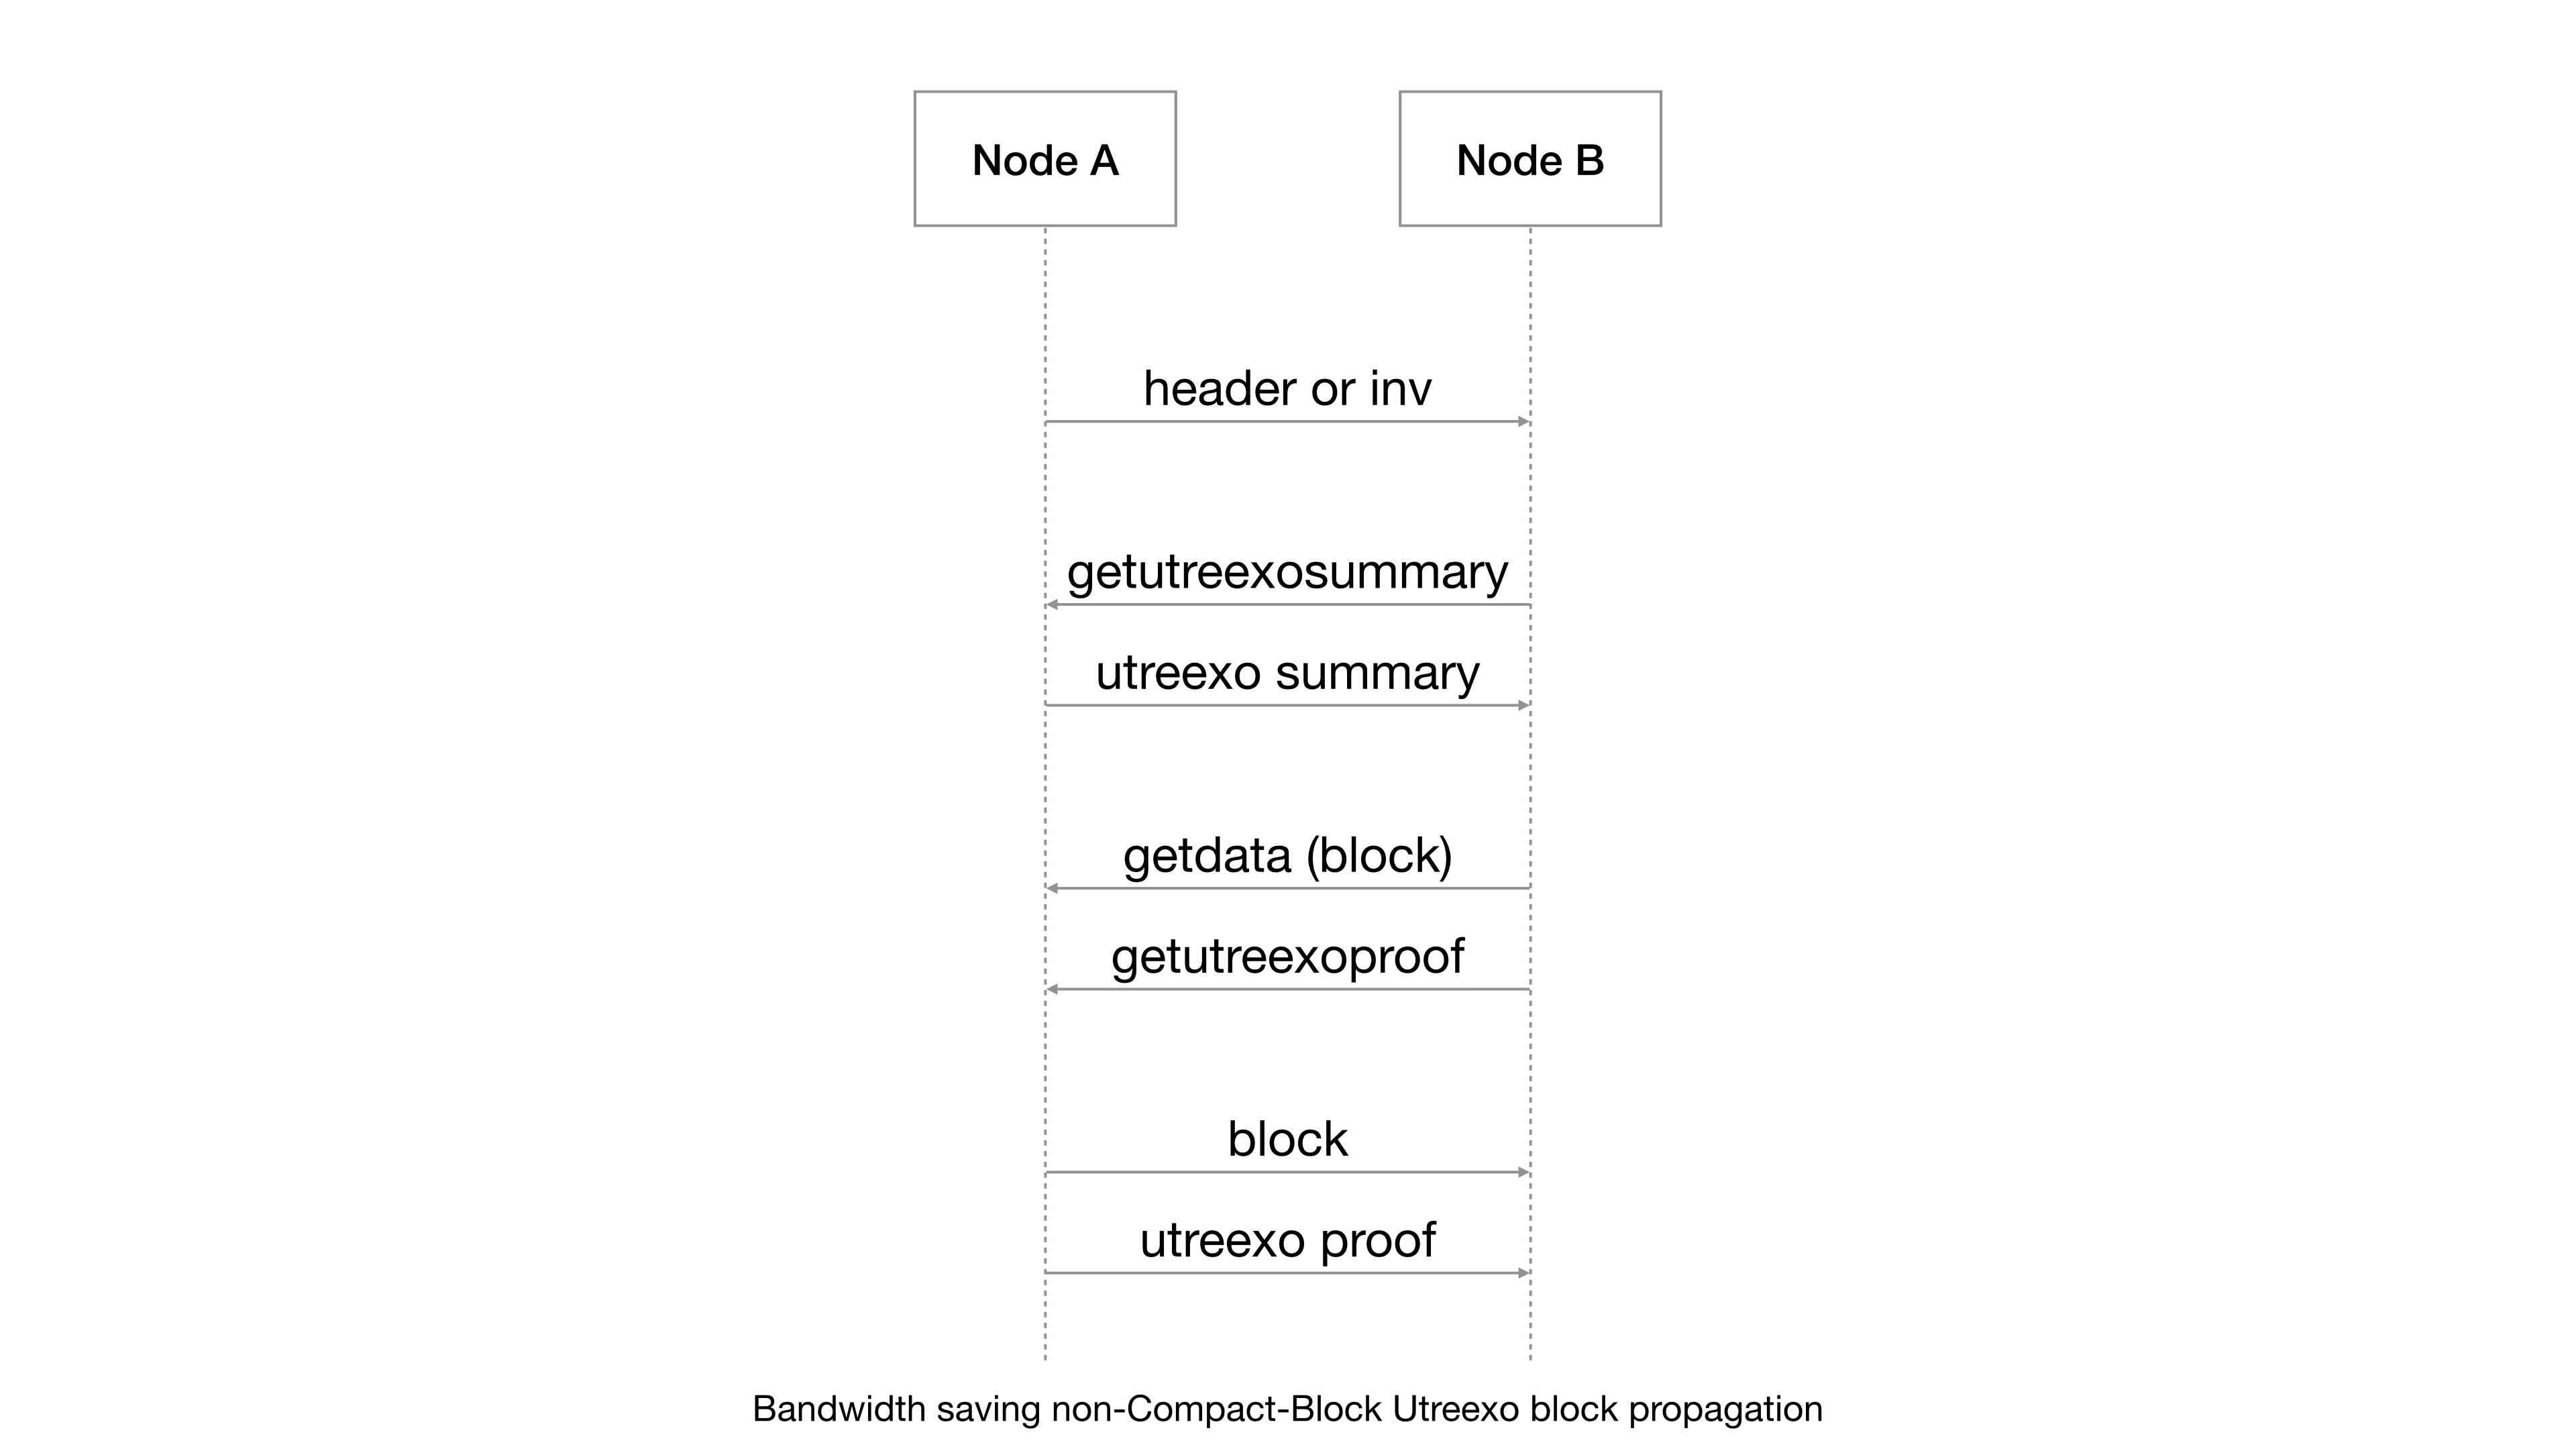 Node A
Node B
header or inv
getutreexosummary
utreexo summary
getdata (block)
getutreexoproof
block
utreexo proof
Bandwidth saving non-Compact-Block Utreexo block propagation